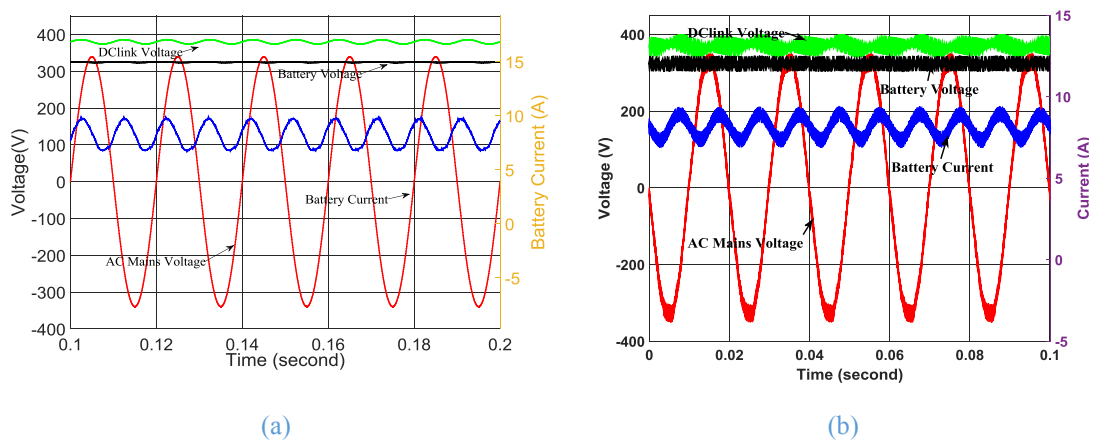 400
300
200
100
0
-100
-200
-300
-400
Voltage(V)
DClink Voltage
Battery Voltage
Battery Current
AC Mains Voltage
15
10
5
0
-5
Battery Current (A)
0.1 0.12 0.14 0.16 0.18 0.2
Time (second)
(a)
400
200
0
-200
-400
Voltage (V)
DClink Voltage
Battery Voltage
Battery Current
AC Mains Voltage
15
10
5
0
-5
Current (A)
0 0.02 0.04 0.06 0.08 0.1
Time (second)
(b)